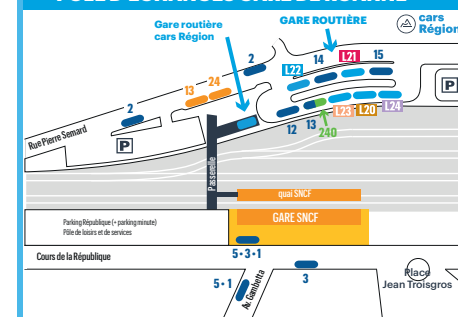 Gare routière
cars Région
GARE ROUTIÈRE
cars
Région
2
14
L21
15
L22
24
13
2
P
P
Rue Pierre Semard
12
13
L23
L20
L24
240
Passerelle
quai SNCF
GARE SNCF
Parking République (+ parking minute)
Pôle de loisirs et de services
Cours de la République
5•3•1
5•1
Av. Gambetta
3
Place
Jean Troisgros